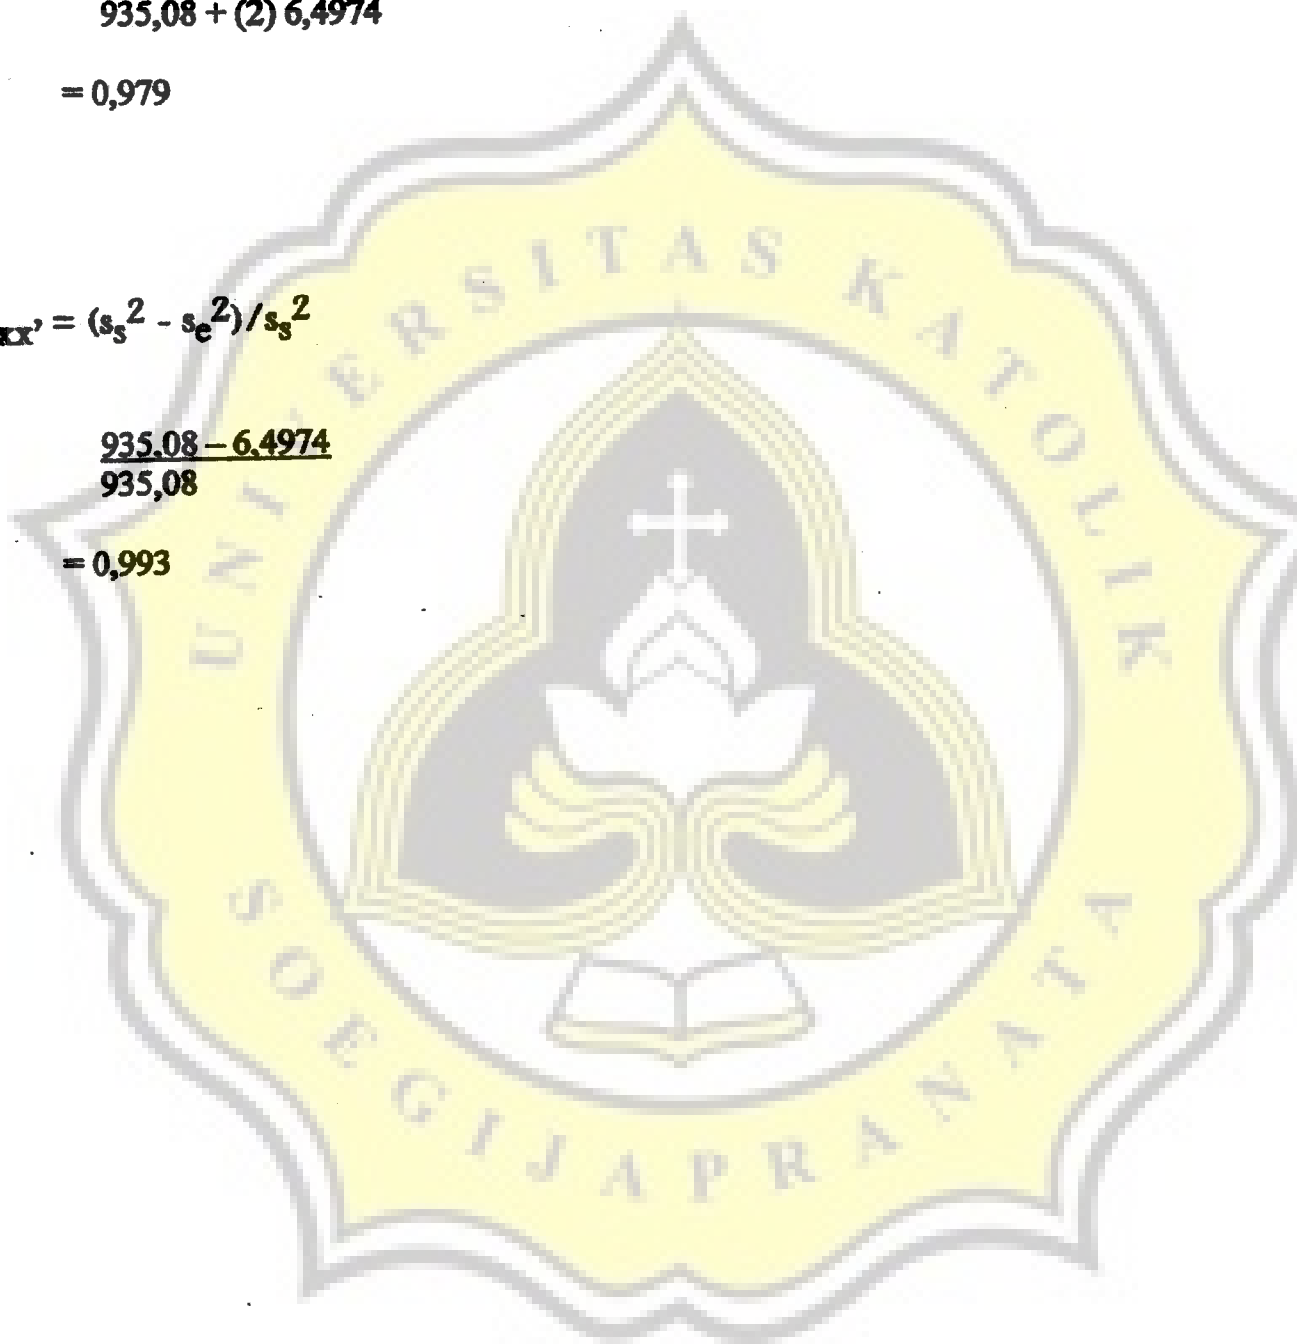 935,08 + (2) 6,4974
= 0,979
xx' = (ss2 - se2)/ss2
935,08 – 6,4974
935,08
= 0,993
UNIVERSITAS KATOLIK
SOEGIJAPRANATA